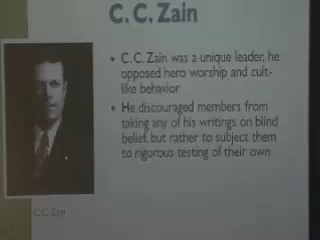 C. C. Zain
• C. C. Zain was a unique leader, he
opposed hero worship and cult-
like behavior
• He discouraged members from
taking any of his writings on blind
belief, but rather to subject them
to rigorous testing of their own
C. C. Zain